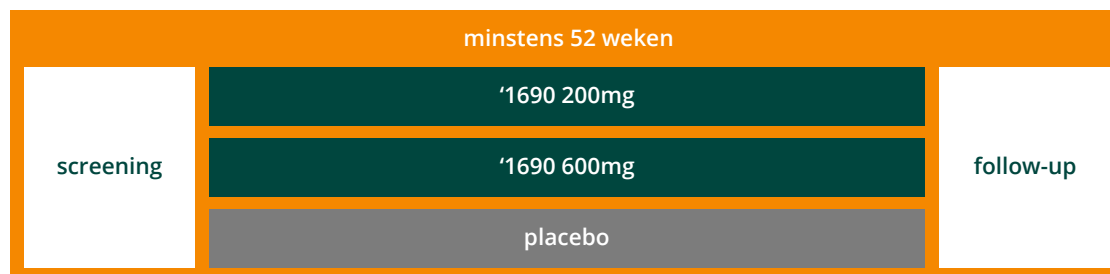 minstens 52 weken
‘1690 200mg
screening
‘1690 600mg
follow-up
placebo